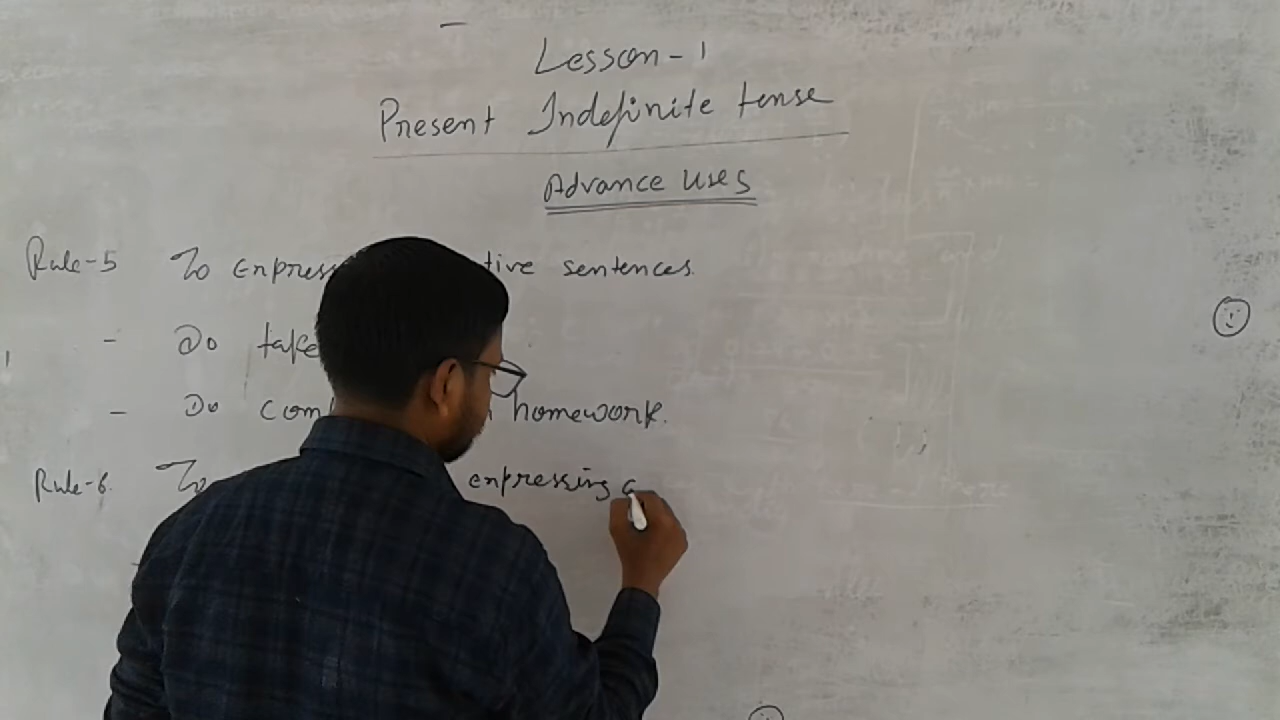 Lesson-1
Present Indefinite tense
Advance Uses
Rule-5 To express tive sentences.
- Do take
- Do com homework.
Rule-6. To expressing